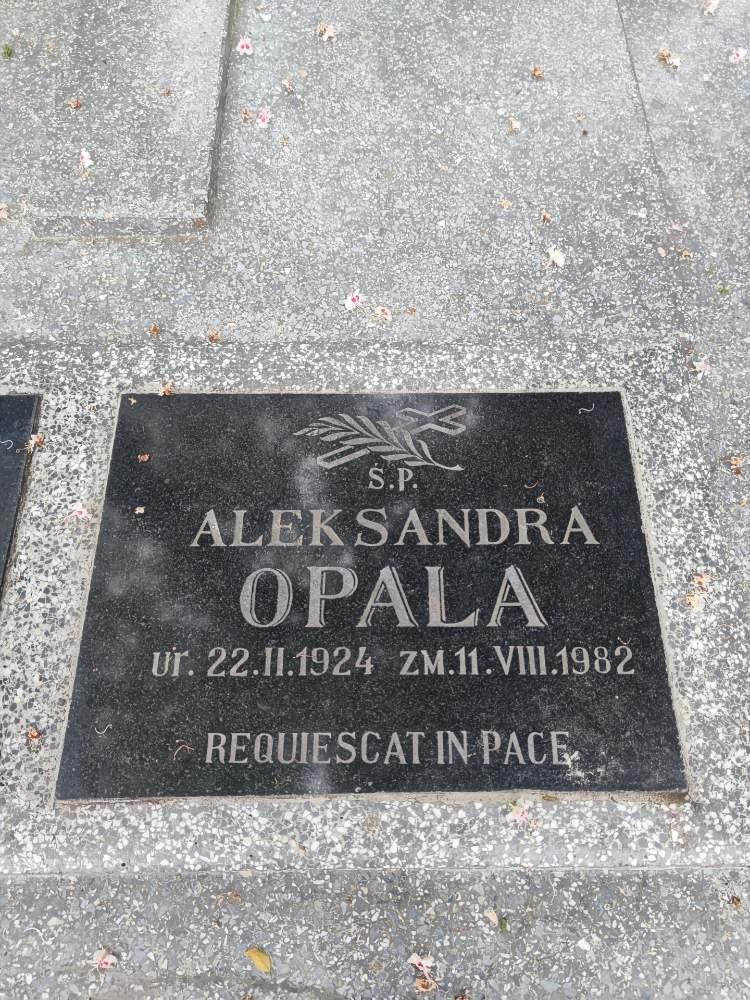 Ś.P.
ALEKSANDRA
OPALA
ur. 22.II.1924 ZM.11.VIII.1982
REQUIESCAT IN PACE